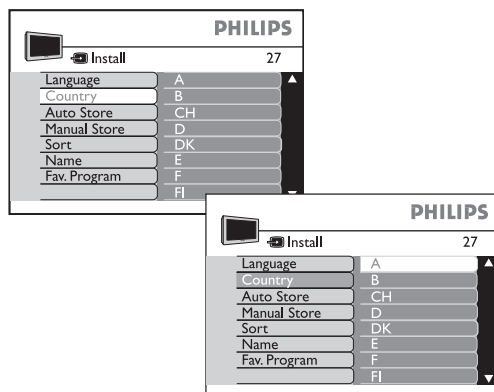 PHILIPS
Install 27
Language A
Country B
Auto Store CH
Manual Store D
Sort DK
Name E
Fav. Program F
FI
PHILIPS
Install 27
Language A
Country B
Auto Store CH
Manual Store D
Sort DK
Name E
Fav. Program F
FI